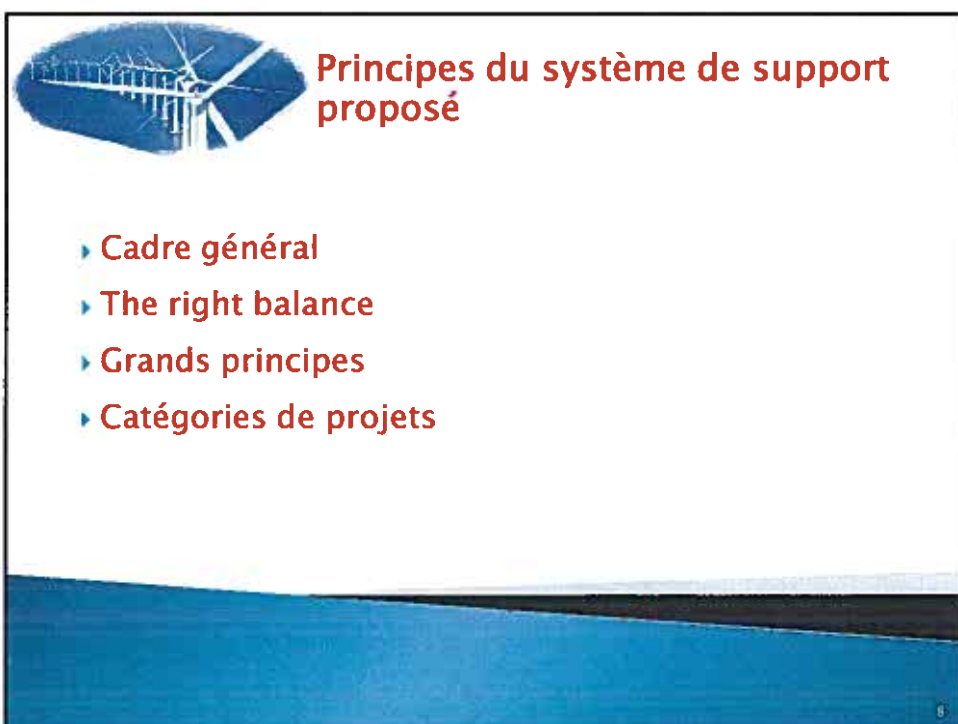 Principes du système de support
proposé
Cadre général
The right balance
Grands principes
Catégories de projets